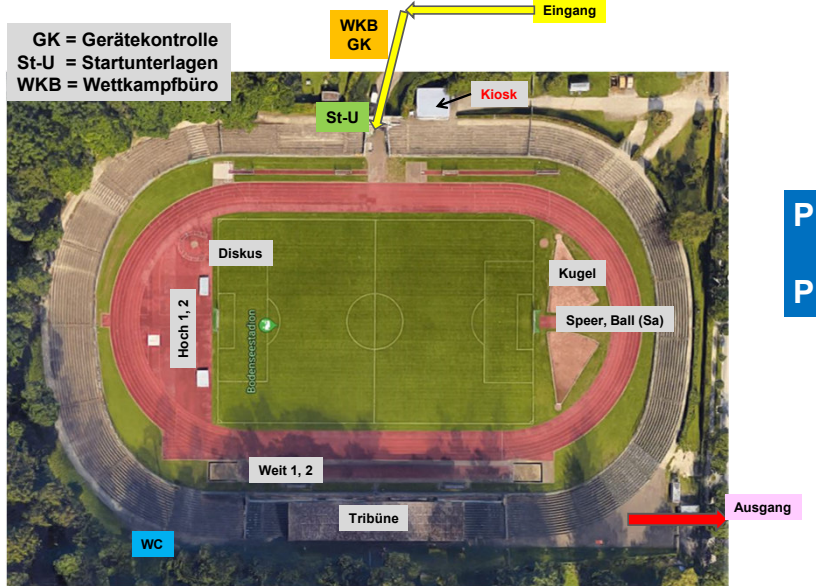 Eingang
WKB
GK
GK = Gerätekontrolle
St-U = Startunterlagen
WKB = Wettkampfbüro
Kiosk
St-U
P
Diskus
Kugel
P
Hoch 1, 2
Speer, Ball (Sa)
Bodenseestadion
Weit 1, 2
Tribüne
Ausgang
WC